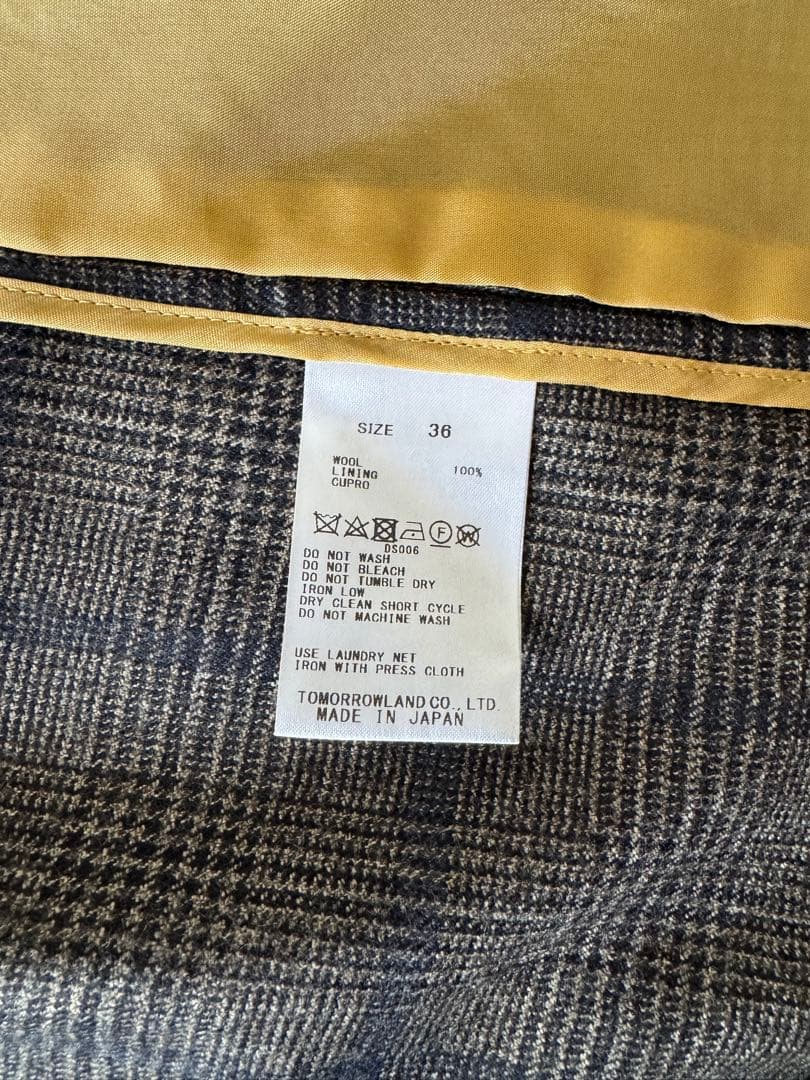 SIZE 36
WOOL 100%
LINING
CUPRO
F W
DS006
DO NOT WASH
DO NOT BLEACH
DO NOT TUMBLE DRY
IRON LOW
DRY CLEAN SHORT CYCLE
DO NOT MACHINE WASH
USE LAUNDRY NET
IRON WITH PRESS CLOTH
TOMORROWLAND CO., LTD.
MADE IN JAPAN